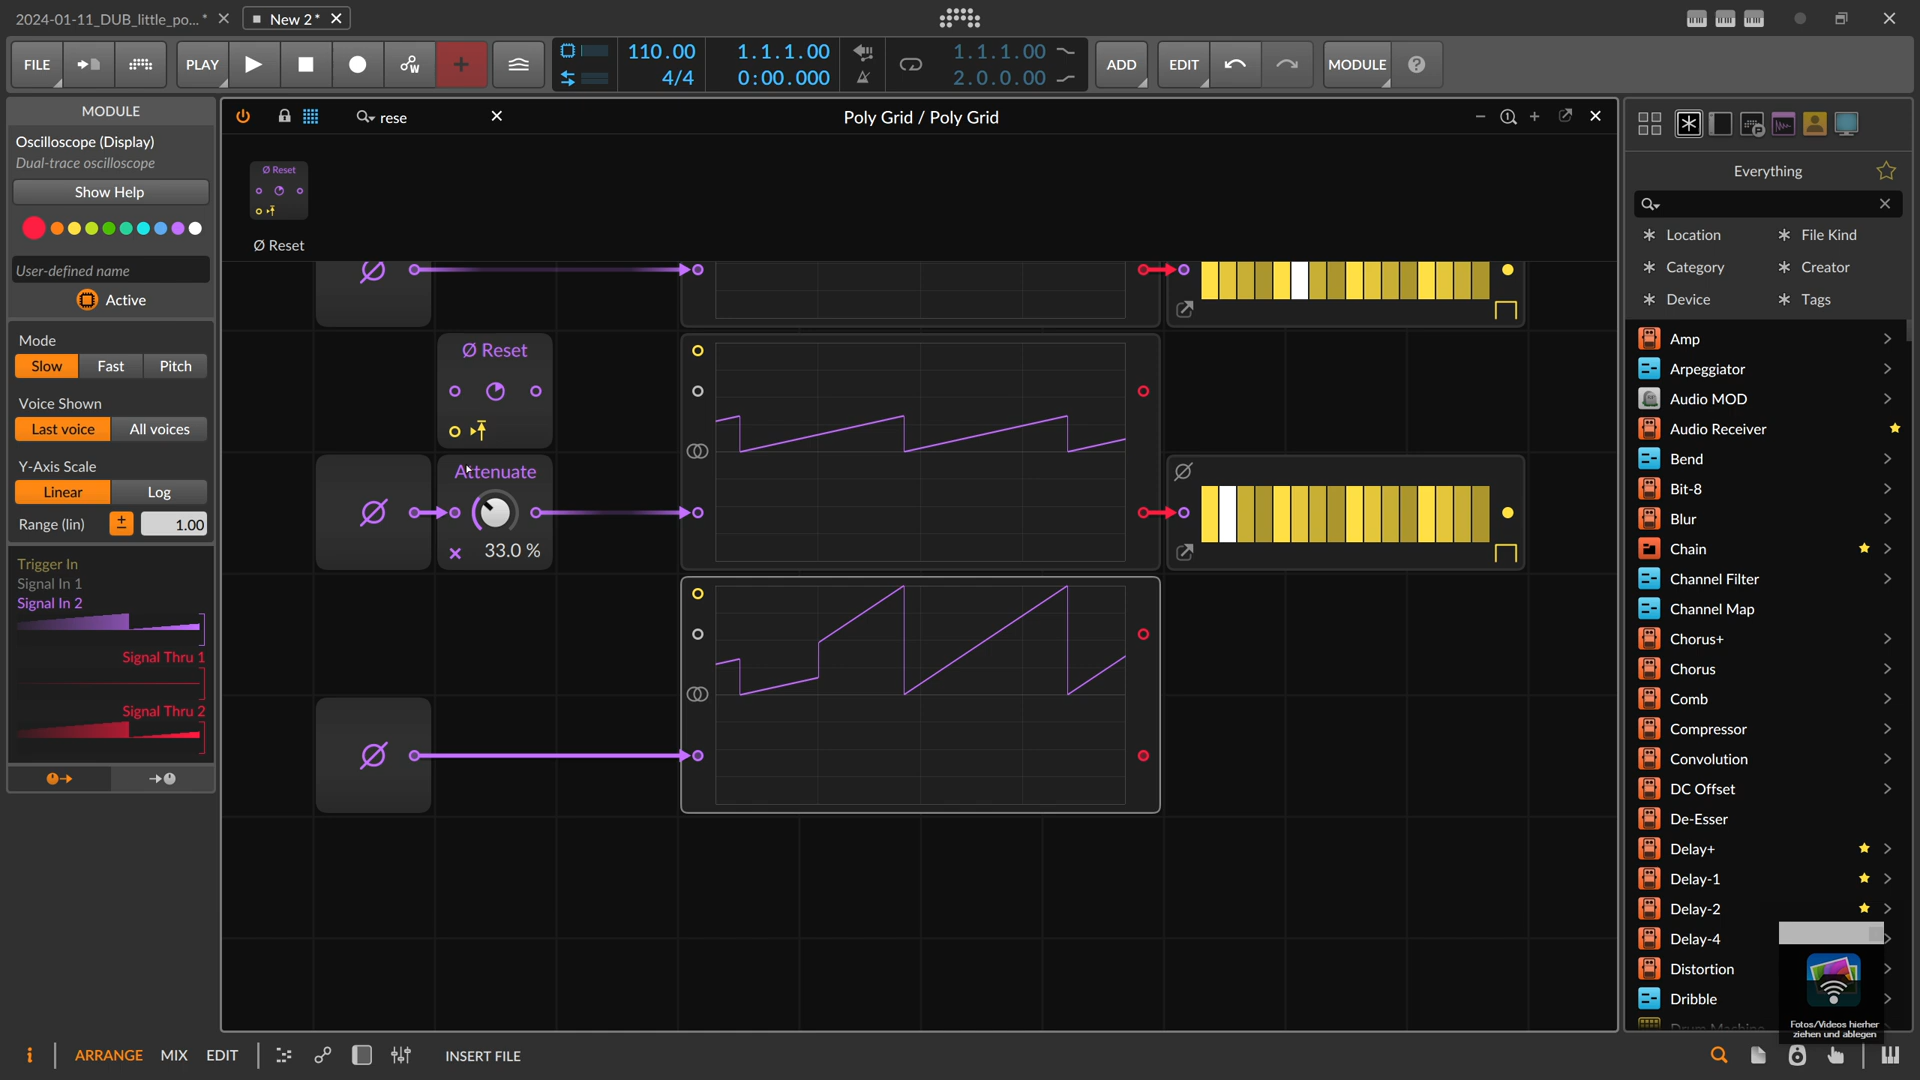 2024-01-11_DUB_little_po... *
New 2 *
FILE
PLAY
110.00
4/4
1.1.1.00
0:00.000
1.1.1.00
2.0.0.00
ADD
EDIT
MODULE
MODULE
Oscilloscope (Display)
Dual-trace oscilloscope
Show Help
User-defined name
Active
Mode
Slow
Fast
Pitch
Voice Shown
Last voice
All voices
Y-Axis Scale
Linear
Log
Range (lin)
±
1.00
Trigger In
Signal In 1
Signal In 2
Signal Thru 1
Signal Thru 2
rese
Poly Grid / Poly Grid
Ø Reset
Ø Reset
Ø Reset
Attenuate
33.0 %
Everything
Location
File Kind
Category
Creator
Device
Tags
Amp
Arpeggiator
Audio MOD
Audio Receiver
Bend
Bit-8
Blur
Chain
Channel Filter
Channel Map
Chorus+
Chorus
Comb
Compressor
Convolution
DC Offset
De-Esser
Delay+
Delay-1
Delay-2
Delay-4
Distortion
Dribble
Drum Machine
Fotos/Videos hierher
ziehen und ablegen
i
ARRANGE
MIX
EDIT
INSERT FILE